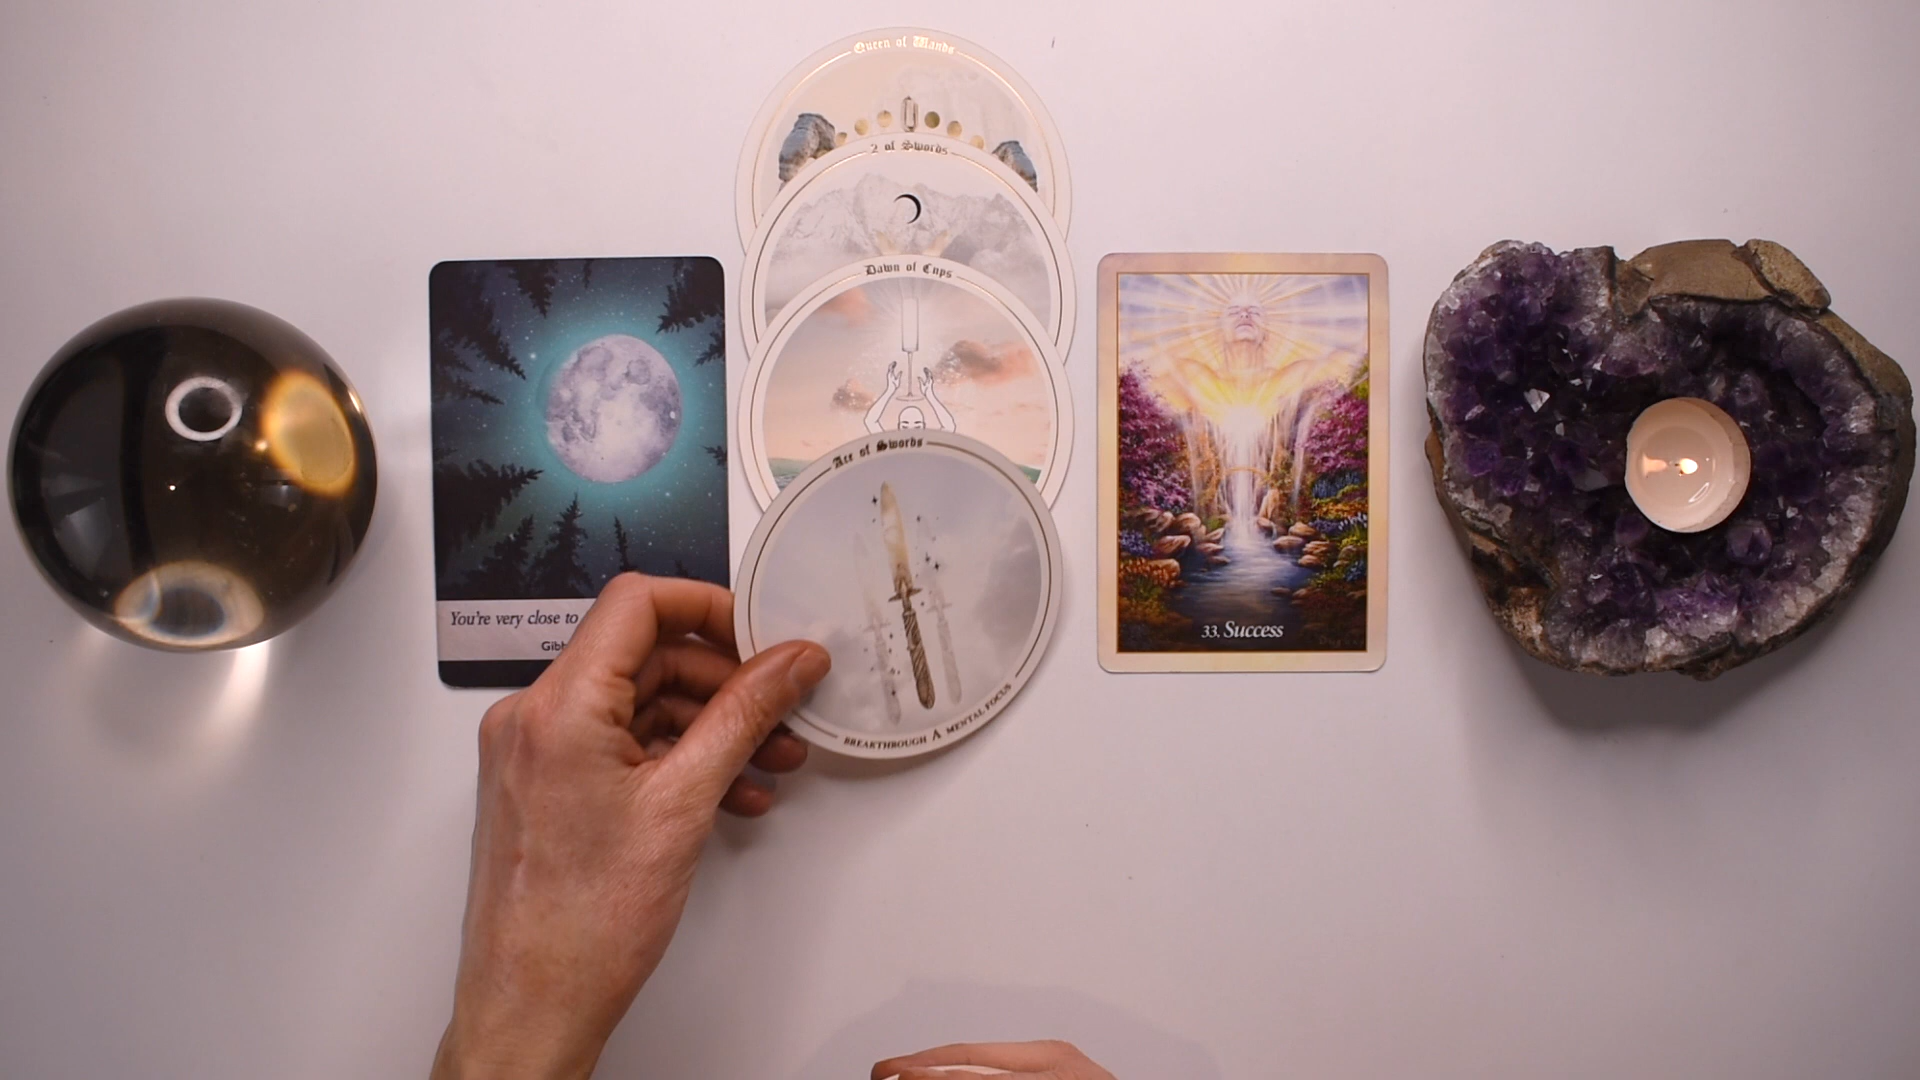 Queen of Wands
2 of Swords
Dawn of Cups
Ace of Swords
BREAKTHROUGH A MENTAL FOCUS
You're very close to
33. Success